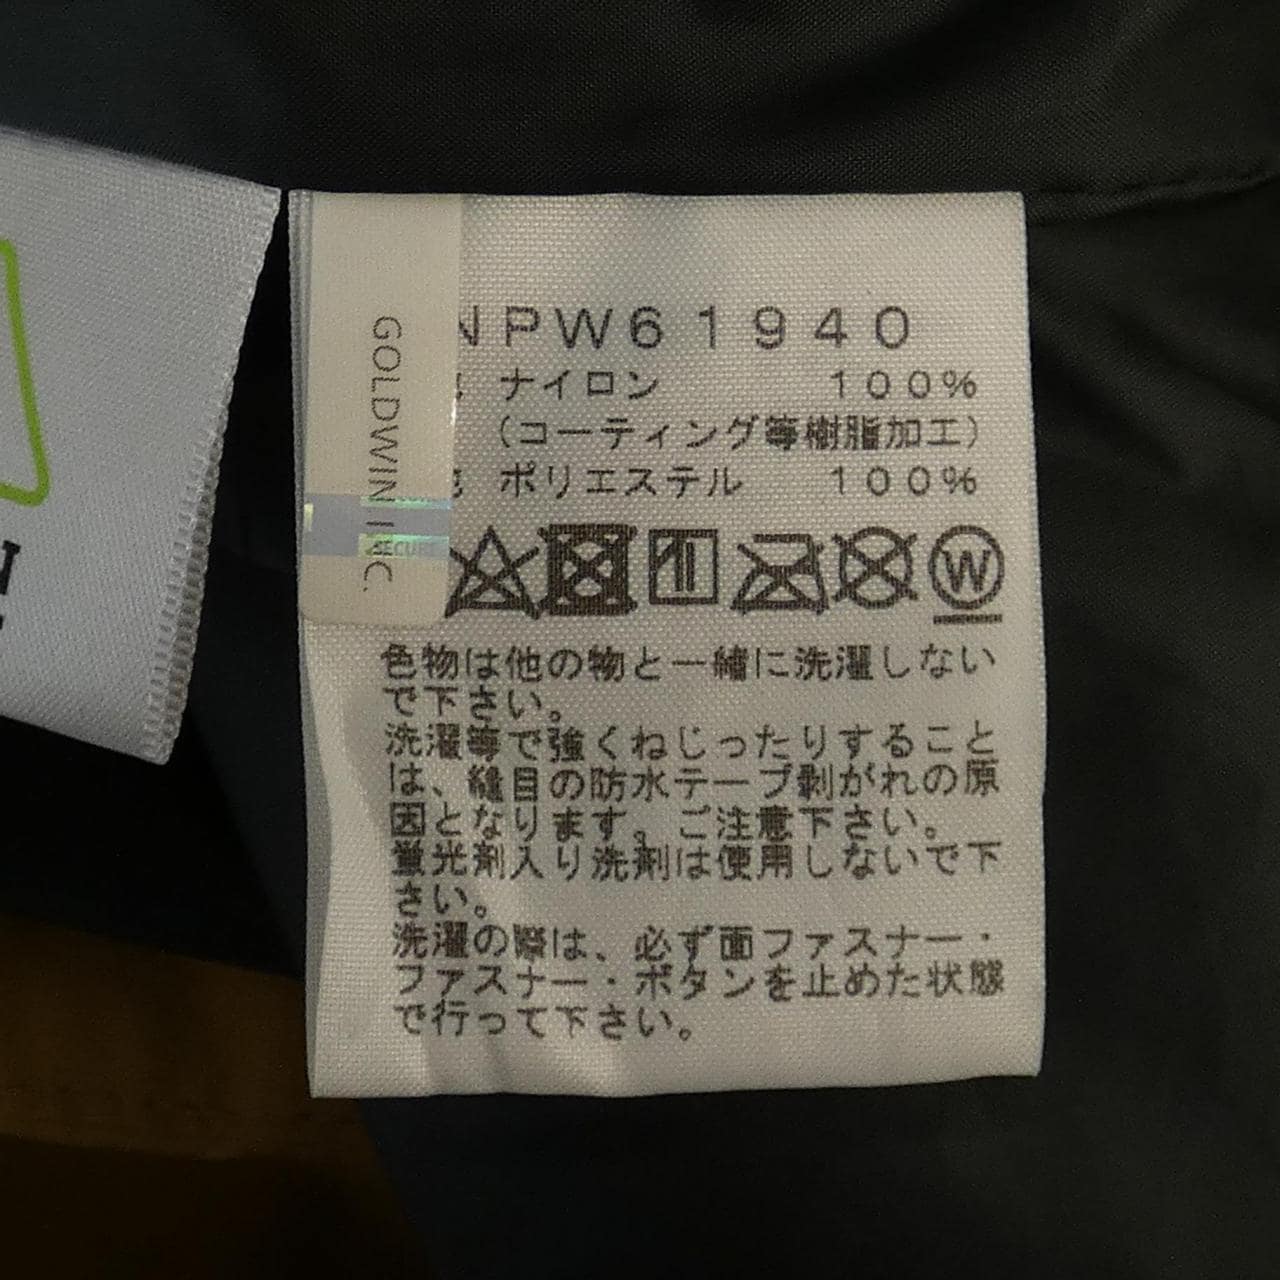 GOLDWIN INC.
NPW61940
ナイロン 100%
(コーティング等樹脂加工)
ポリエステル 100%
W
色物は他の物と一緒に洗濯しない
で下さい。
洗濯等で強くねじったりすること
は、縫目の防水テープ剥がれの原
因となります。ご注意下さい。
蛍光剤入り洗剤は使用しないで下
さい。
洗濯の際は、必ず面ファスナー・
ファスナー・ボタンを止めた状態
で行って下さい。